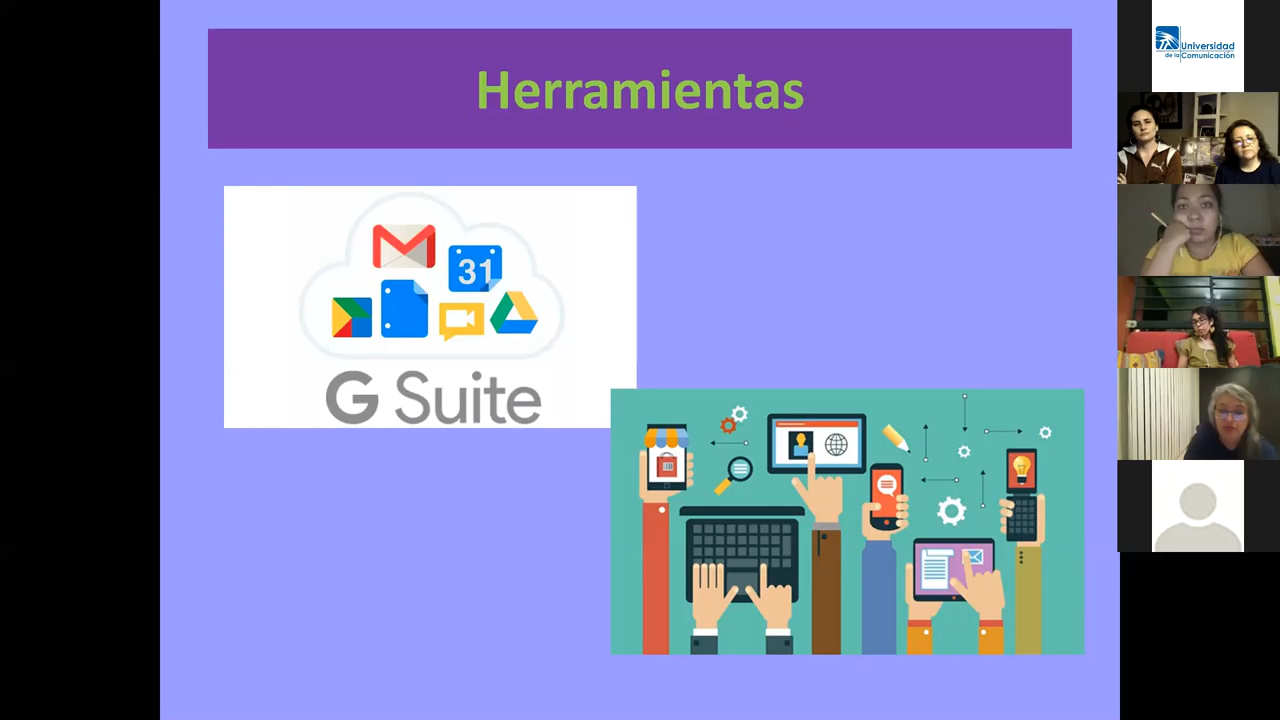 Herramientas
31
G Suite
Universidad
de la Comunicación